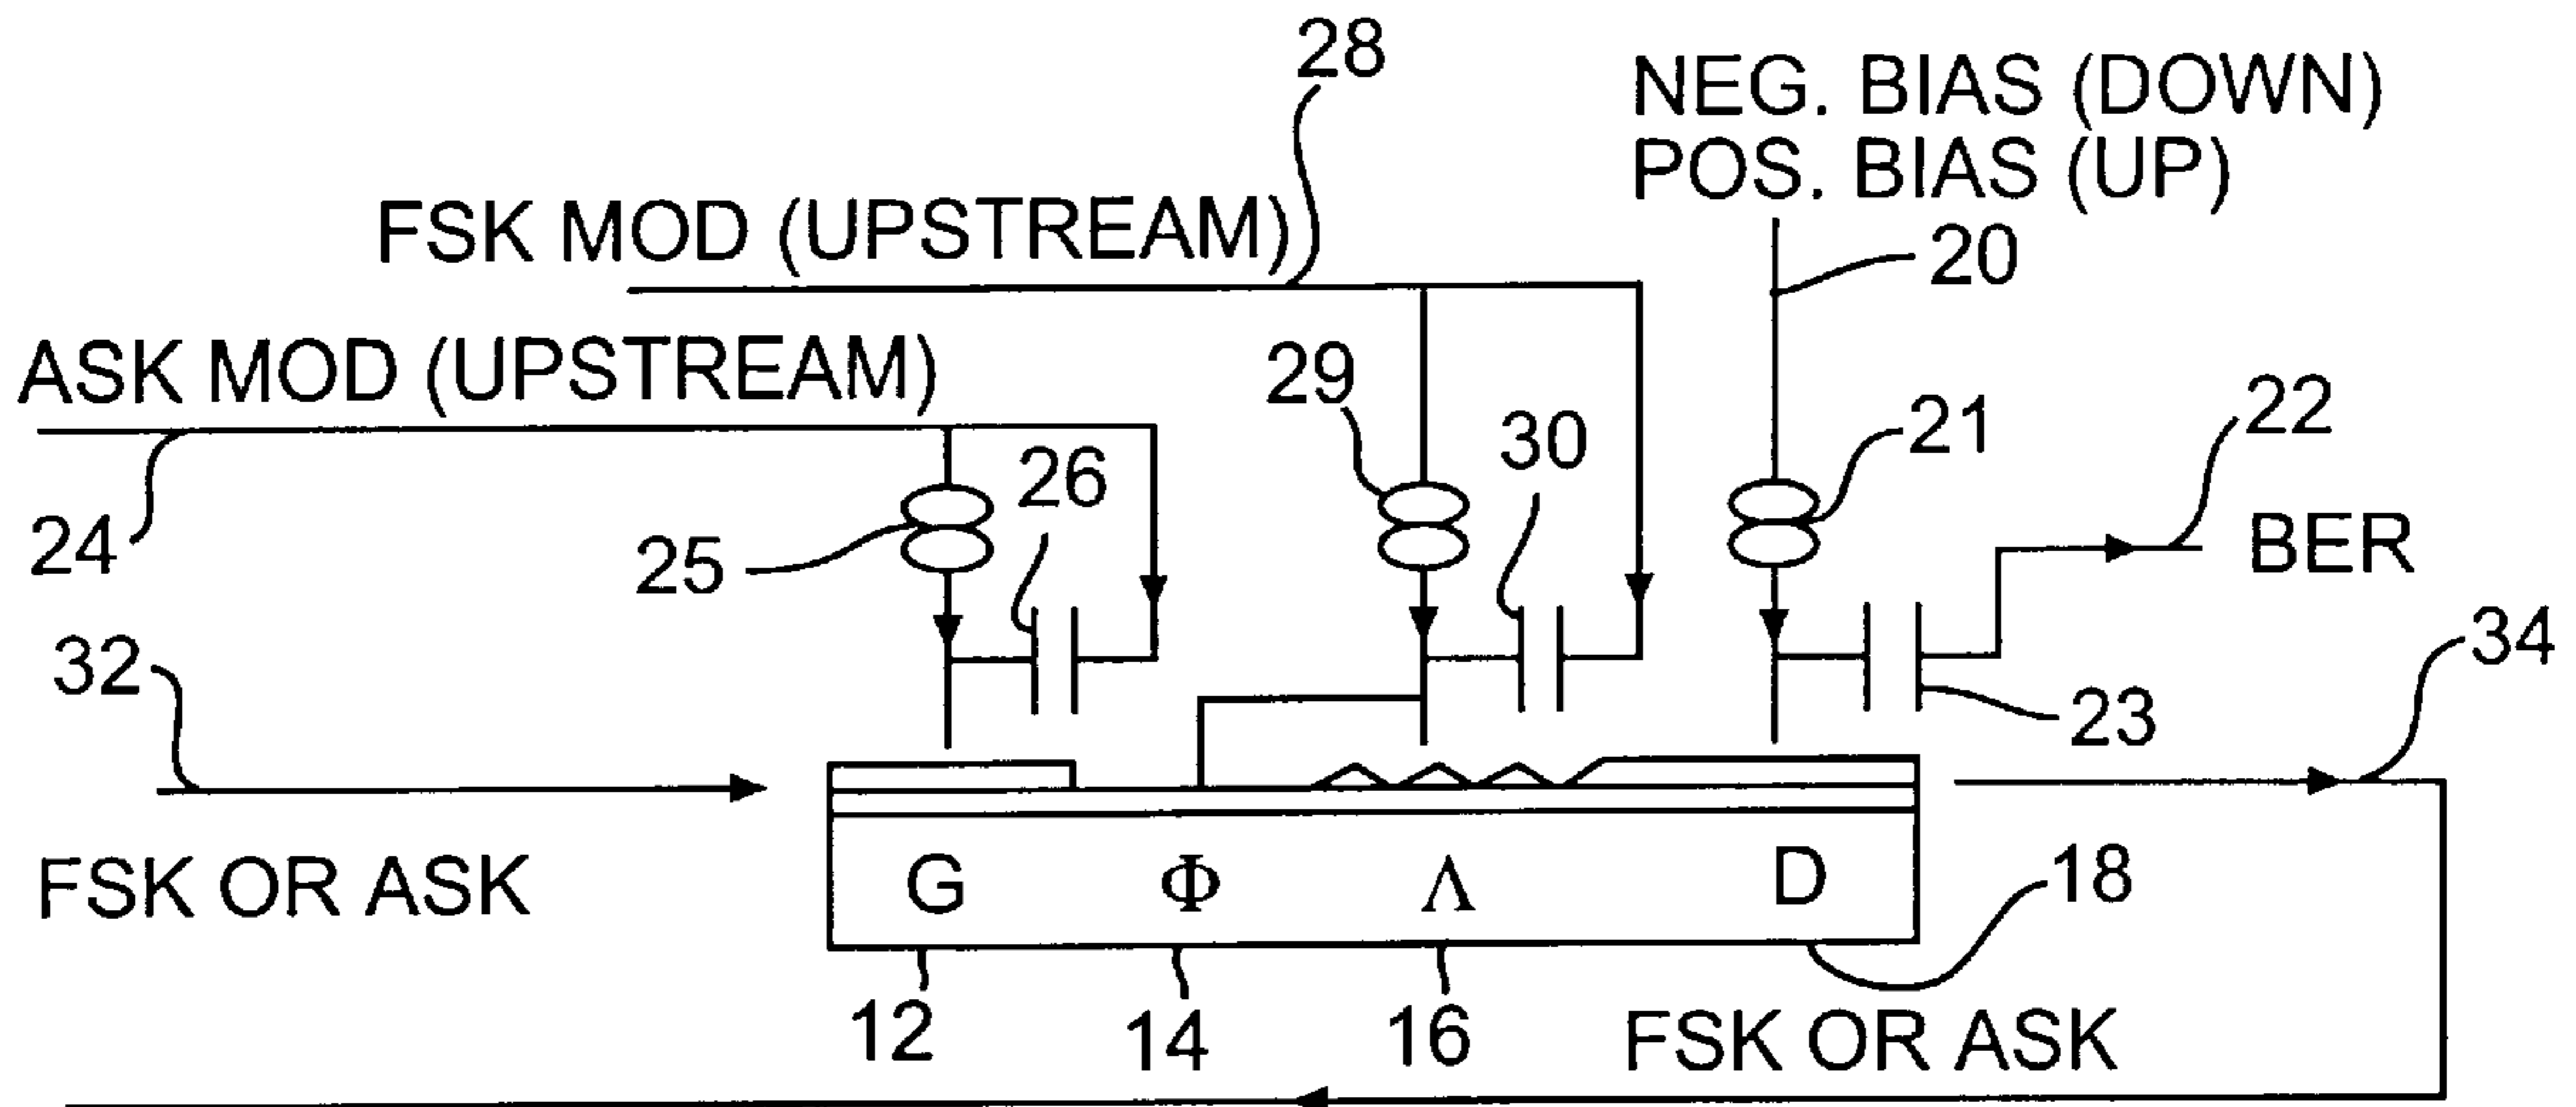 28
NEG. BIAS (DOWN)
POS. BIAS (UP)
FSK MOD (UPSTREAM)
20
ASK MOD (UPSTREAM)
29
30
21
22
26
24
25
BER
32
34
23
FSK OR ASK
G Φ Λ D
18
12
14
16
FSK OR ASK